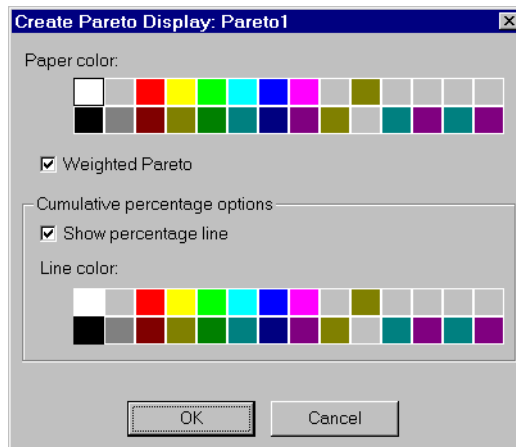 Create Pareto Display: Pareto1
Paper color:
Weighted Pareto
Cumulative percentage options
Show percentage line
Line color:
OK
Cancel